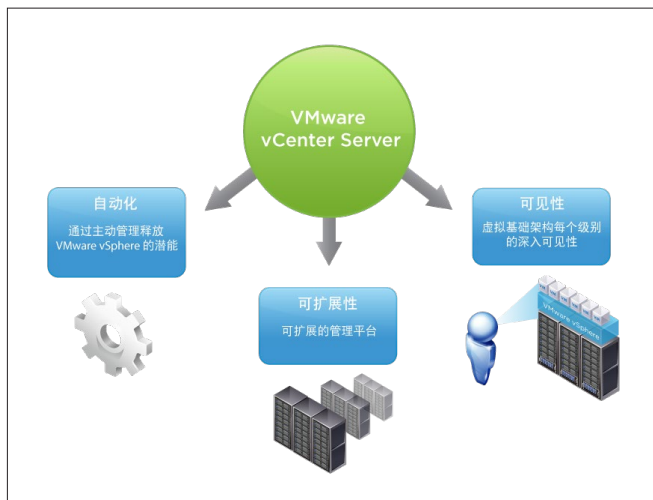 VMware
vCenter Server
自动化
通过主动管理释放
VMware vSphere 的潜能
可扩展性
可扩展的管理平台
可见性
虚拟基础架构每个级别
的深入可见性
VMware vSphere